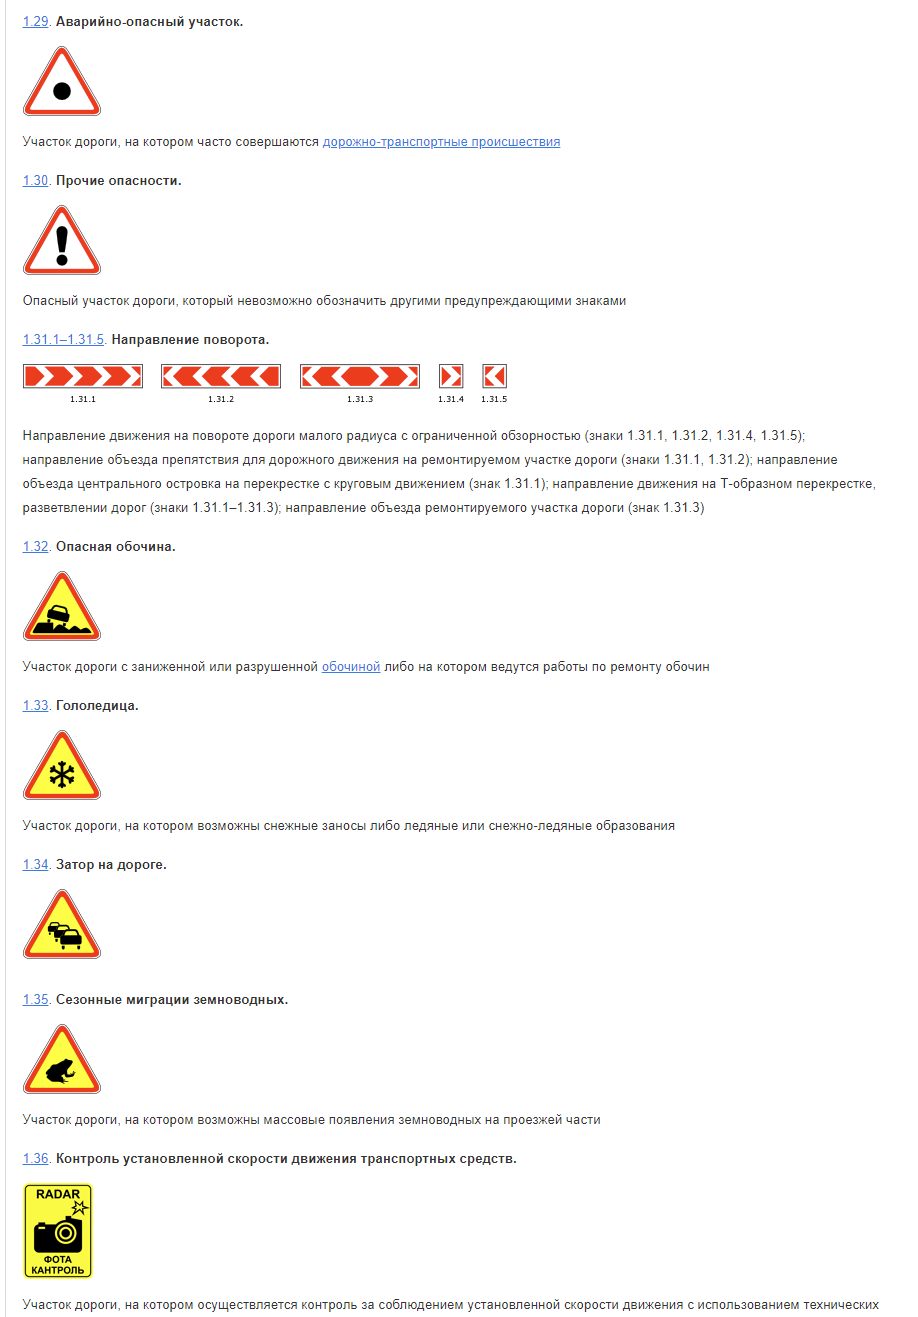 1.29. Аварийно-опасный участок.
Участок дороги, на котором часто совершаются дорожно-транспортные происшествия
1.30. Прочие опасности.
Опасный участок дороги, который невозможно обозначить другими предупреждающими знаками
1.31.1–1.31.5. Направление поворота.
1.31.1 1.31.2 1.31.3 1.31.4 1.31.5
Направление движения на повороте дороги малого радиуса с ограниченной обзорностью (знаки 1.31.1, 1.31.2, 1.31.4, 1.31.5);
направление объезда препятствия для дорожного движения на ремонтируемом участке дороги (знаки 1.31.1, 1.31.2); направление
объезда центрального островка на перекрестке с круговым движением (знак 1.31.1); направление движения на Т-образном перекрестке,
разветвлении дорог (знаки 1.31.1–1.31.3); направление объезда ремонтируемого участка дороги (знак 1.31.3)
1.32. Опасная обочина.
Участок дороги с заниженной или разрушенной обочиной либо на котором ведутся работы по ремонту обочин
1.33. Гололедица.
Участок дороги, на котором возможны снежные заносы либо ледяные или снежно-ледяные образования
1.34. Затор на дороге.
1.35. Сезонные миграции земноводных.
Участок дороги, на котором возможны массовые появления земноводных на проезжей части
1.36. Контроль установленной скорости движения транспортных средств.
RADAR
ФОТА
КАНТРОЛЬ
Участок дороги, на котором осуществляется контроль за соблюдением установленной скорости движения с использованием технических